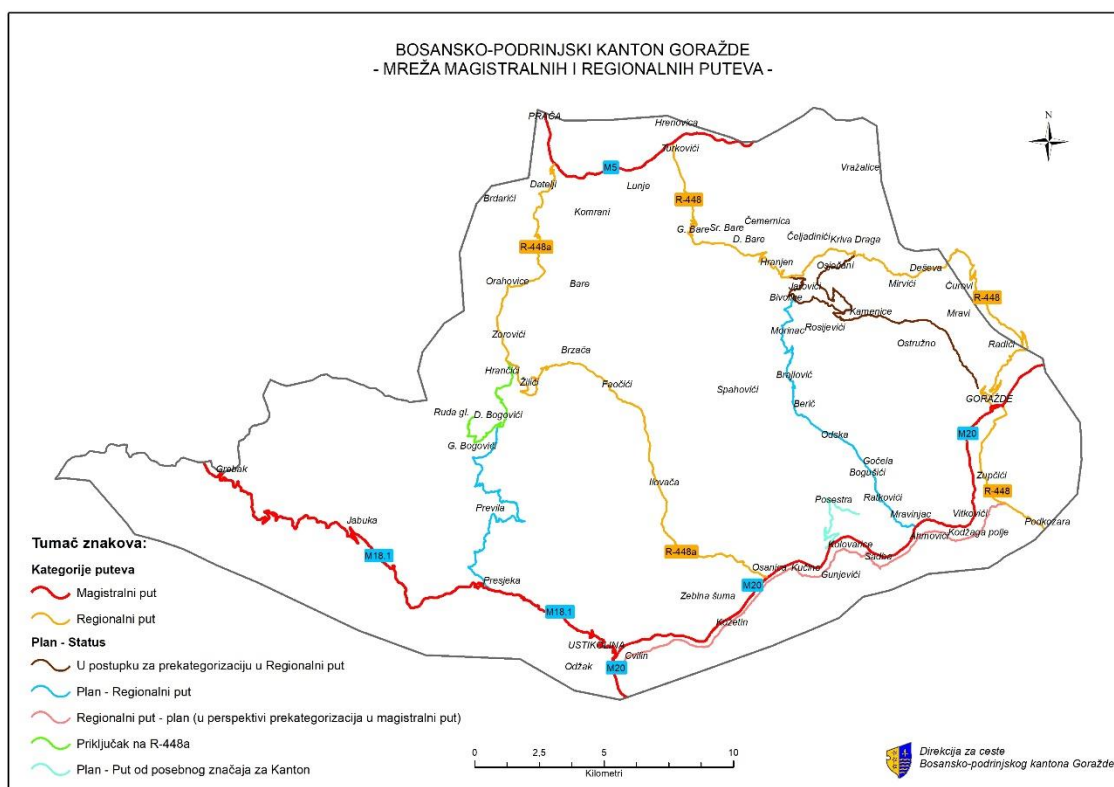 BOSANSKO-PODRINJSKI KANTON GORAŽDE
- MREŽA MAGISTRALNIH I REGIONALNIH PUTEVA -
N
PRAČA
Hrenovica
Turkovići
M5
Vražalice
Datelji
Lunje
Brdarići
R-448
Komrani
Čemernica
G. Bare
Sr. Bare
D. Bare
Čeljadinići
Kriva Draga
R-448a
Hranjen
Osječani
Deševa
Orahovice
Bare
Jarovići
Mirvići
Čurovi
Bivoljce
R-448
Kamenice
Mravi
Zorovići
Morinac
Rosijevići
Ostružno
Radići
Brzača
Hrančići
Žilići
Faočići
Brajlović
Spahovići
GORAŽDE
Berič
Ruda gl.
D. Bogovići
M20
Odska
G. Bogovići
Gočela
Grebak
Bogušići
Zupčići
Ilovača
R-448
Posestra
Ratkovići
Previla
Mravinjac
Vitkovići
Podkozara
Jabuka
Ahmovići
Kodžaga polje
Kolovarice
M18.1
R-448a
Sadba
Osanica
Kučine
Gunjevići
Presjeka
M20
Zebina šuma
M18.1
Kazetin
USTIKOLINA
Cvilin
Odžak
M20
Tumač znakova:
Kategorije puteva
Magistralni put
Regionalni put
Plan - Status
U postupku za prekategorizaciju u Regionalni put
Plan - Regionalni put
Regionalni put - plan (u perspektivi prekategorizacija u magistralni put)
Priključak na R-448a
Plan - Put od posebnog značaja za Kanton
0 2,5 5 10
Kilometri
Direkcija za ceste
Bosansko-podrinjskog kantona Goražde